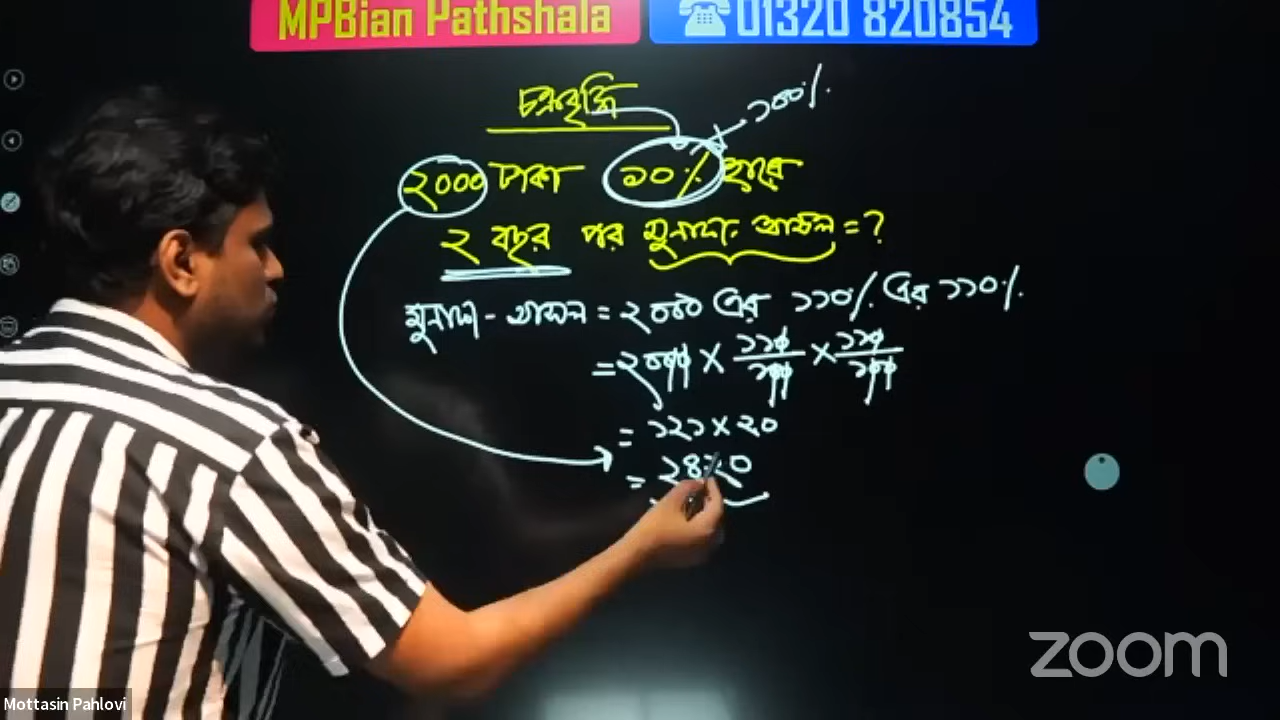 MPBian Pathshala ☎01320 820854
চক্রবৃদ্ধি
১০০%
২০০০ টাকা ১০% হারে
২ বছর পর মুনাফা-আসল = ?
মুনাফা-আসল = ২০০০ এর ১১০% এর ১১০%
= ২০০০ × ১১০/১০০ × ১১০/১০০
= ১২১ × ২০
= ২৪২০
zoom
Mottasin Pahlovi